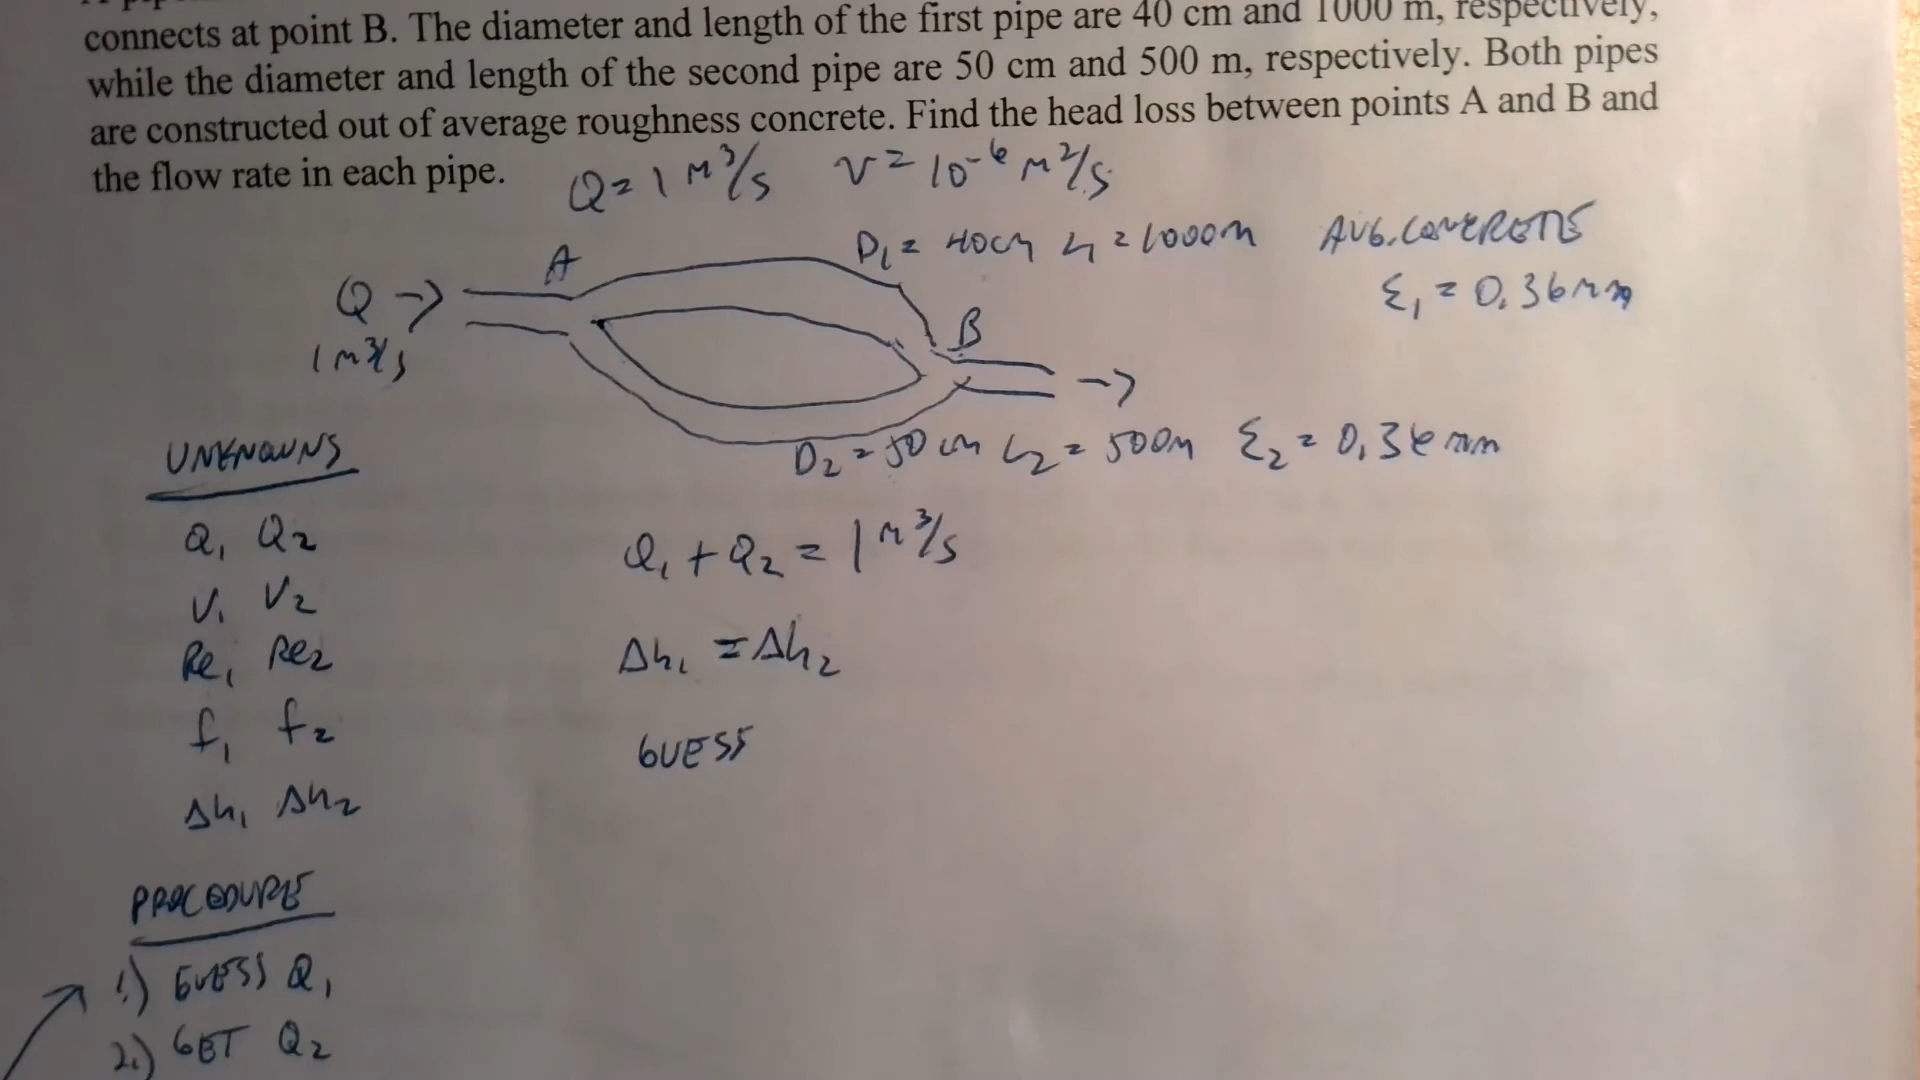 connects at point B. The diameter and length of the first pipe are 40 cm and 1000 m, respectively,
while the diameter and length of the second pipe are 50 cm and 500 m, respectively. Both pipes
are constructed out of average roughness concrete. Find the head loss between points A and B and
the flow rate in each pipe.
Q = 1 m³/s ν = 10⁻⁶ m²/s
D₁ = 40cm L₁ = 1000m AVG. CONCRETE
ε₁ = 0.36mm
A
Q →
1 m³/s
B
→
D₂ = 50 cm L₂ = 500m ε₂ = 0.36 mm
UNKNOWNS
Q₁ Q₂
V₁ V₂
Re₁ Re₂
f₁ f₂
Δh₁ Δh₂
Q₁ + Q₂ = 1 m³/s
Δh₁ = Δh₂
GUESS
PROCEDURE
1.) GUESS Q₁
2.) GET Q₂